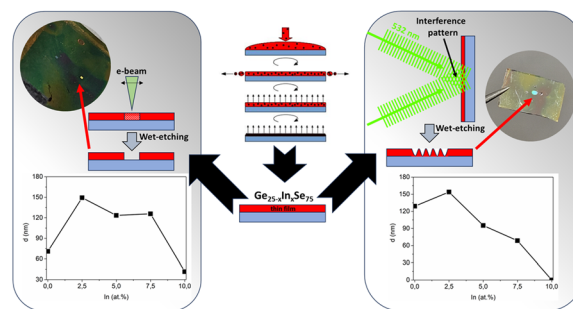 e-beam
Wet-etching
d (nm)
180
150
120
90
60
30
0,0
2,5
5,0
7,5
10,0
In (at.%)
Ge25-xInxSe75
thin film
532 nm
Interference
pattern
Wet-etching
d (nm)
180
150
120
90
60
30
0
0,0
2,5
5,0
7,5
10,0
In (at.%)